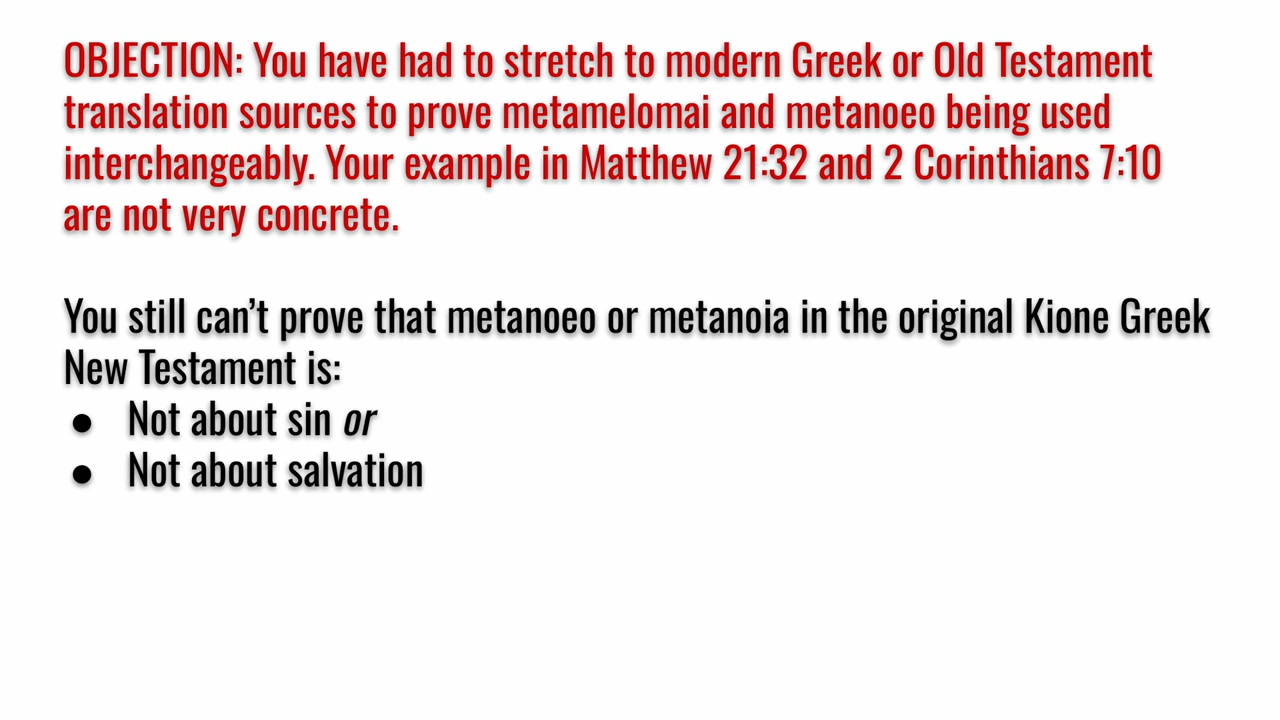 OBJECTION: You have had to stretch to modern Greek or Old Testament
translation sources to prove metamelomai and metanoeo being used
interchangeably. Your example in Matthew 21:32 and 2 Corinthians 7:10
are not very concrete.
You still can’t prove that metanoeo or metanoia in the original Kione Greek
New Testament is:
● Not about sin or
● Not about salvation